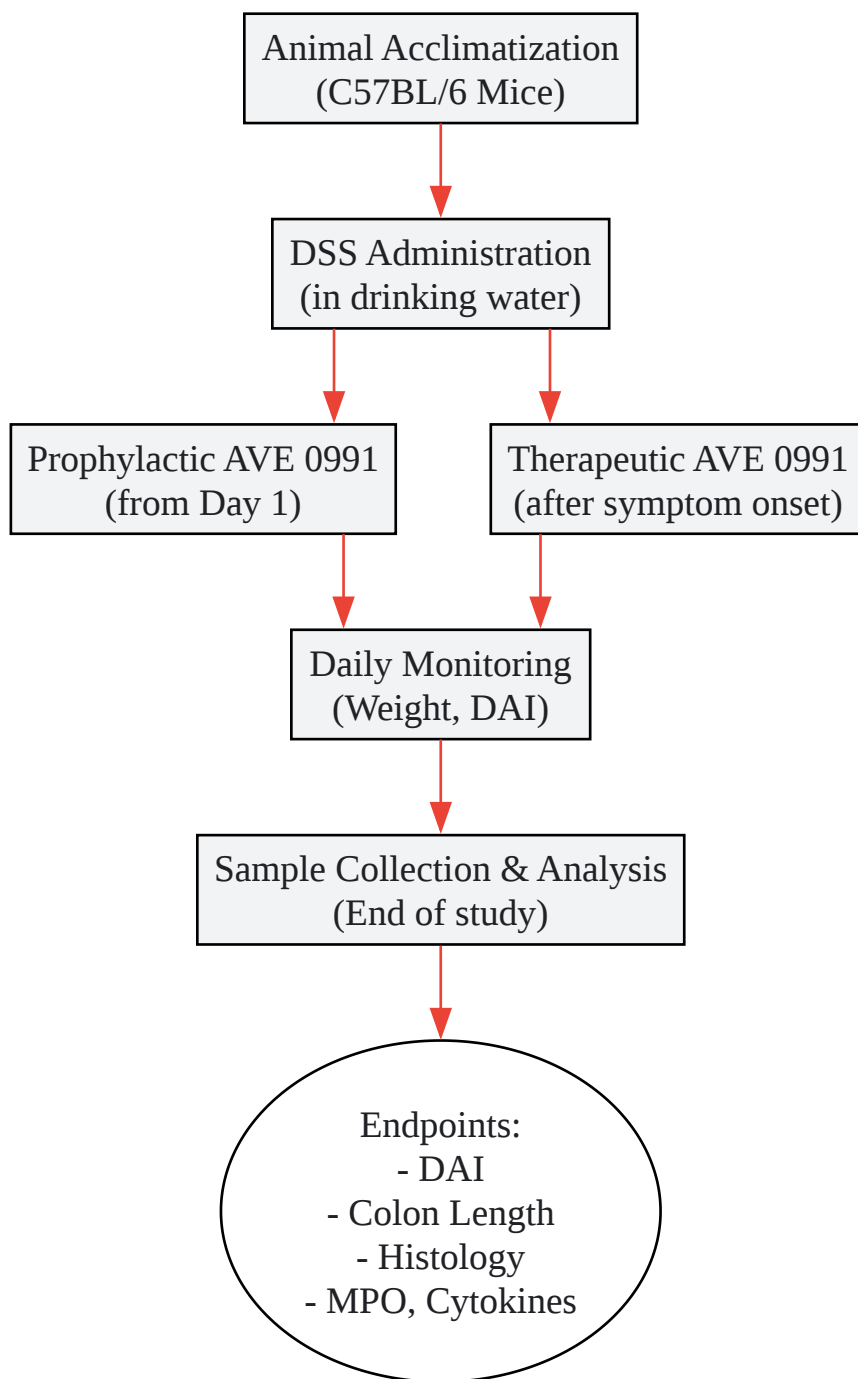 Animal Acclimatization
(C57BL/6 Mice)
DSS Administration
(in drinking water)
Prophylactic AVE 0991
(from Day 1)
Therapeutic AVE 0991
(after symptom onset)
Daily Monitoring
(Weight, DAI)
Sample Collection & Analysis
(End of study)
Endpoints:
- DAI
- Colon Length
- Histology
- MPO, Cytokines